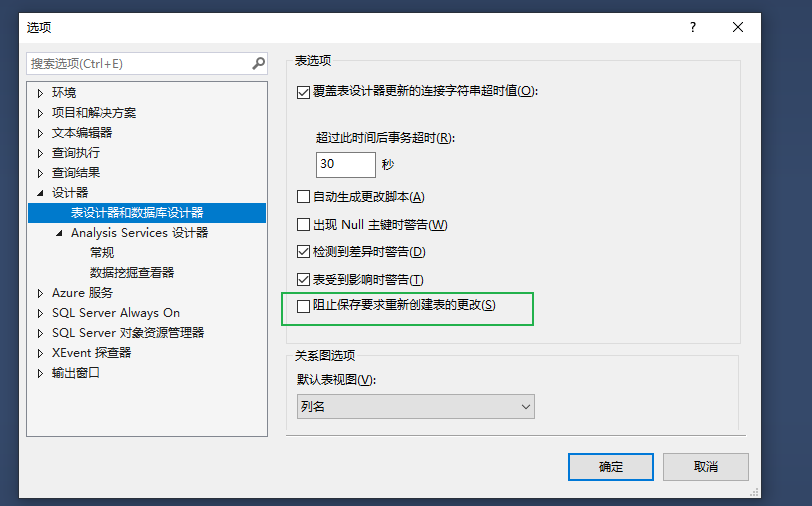 选项
?
搜索选项(Ctrl+E)
环境
项目和解决方案
文本编辑器
查询执行
查询结果
设计器
表设计器和数据库设计器
Analysis Services 设计器
常规
数据挖掘查看器
Azure 服务
SQL Server Always On
SQL Server 对象资源管理器
XEvent 探查器
输出窗口
表选项
覆盖表设计器更新的连接字符串超时值(O):
超过此时间后事务超时(R):
30 秒
自动生成更改脚本(A)
出现 Null 主键时警告(W)
检测到差异时警告(D)
表受到影响时警告(T)
阻止保存要求重新创建表的更改(S)
关系图选项
默认表视图(V):
列名
确定
取消